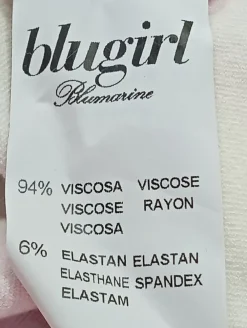 blugirl
Blumarine
94% VISCOSA VISCOSE
VISCOSE RAYON
VISCOSA
6% ELASTAN ELASTAN
ELASTHANE SPANDEX
ELASTAM